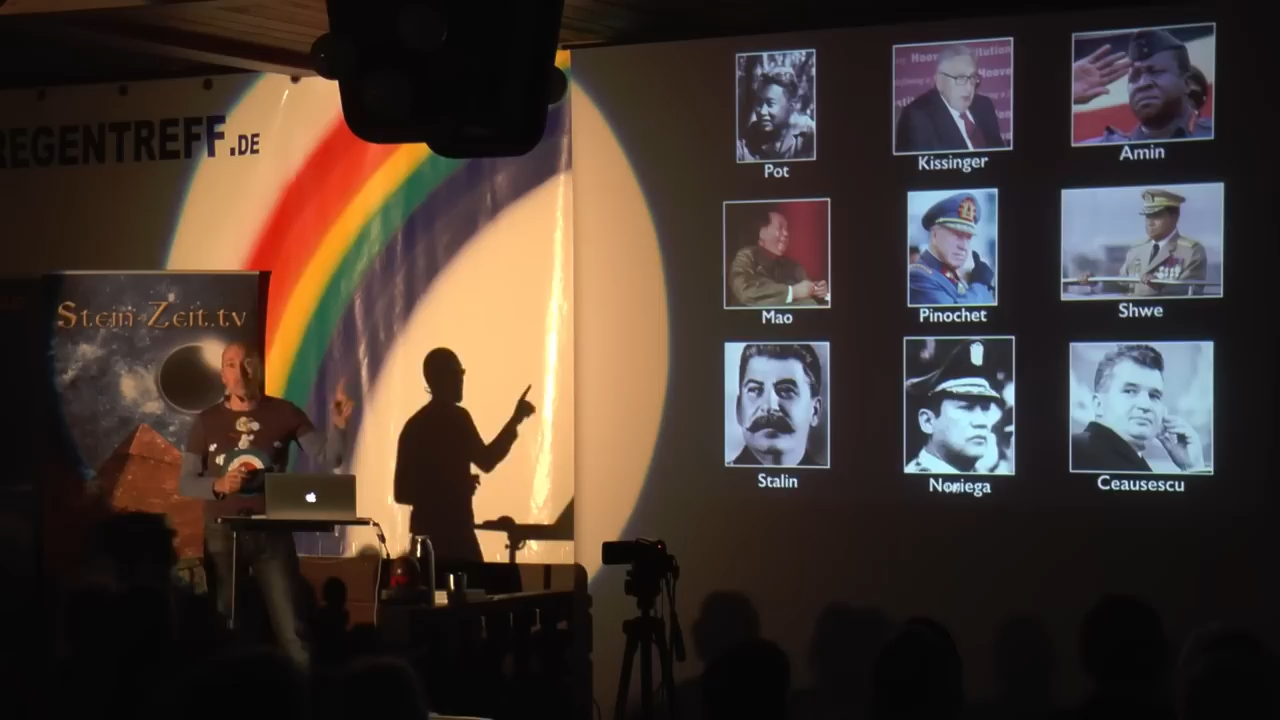 REGENTREFF.DE
Stein-Zeit.tv
Pot
Kissinger
Amin
Mao
Pinochet
Shwe
Stalin
Noriega
Ceausescu